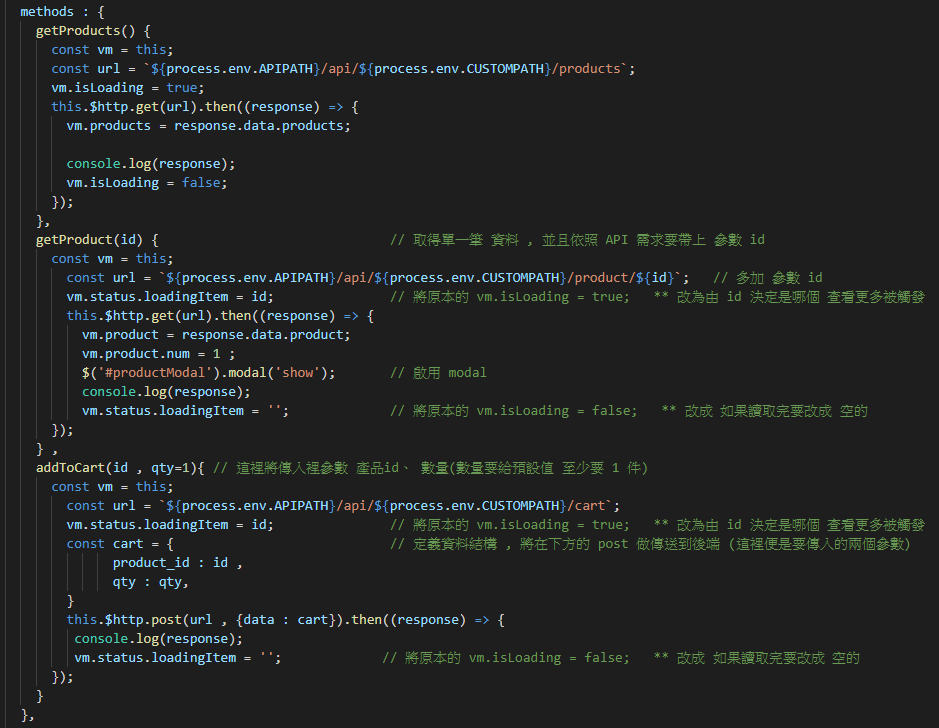 methods : {
getProducts() {
const vm = this;
const url = `${process.env.APIPATH}/api/${process.env.CUSTOMPATH}/products`;
vm.isLoading = true;
this.$http.get(url).then((response) => {
vm.products = response.data.products;
console.log(response);
vm.isLoading = false;
});
},
getProduct(id) { // 取得單一筆 資料 , 並且依照 API 需求要帶上 參數 id
const vm = this;
const url = `${process.env.APIPATH}/api/${process.env.CUSTOMPATH}/product/${id}`; // 多加 參數 id
vm.status.loadingItem = id; // 將原本的 vm.isLoading = true; ** 改為由 id 決定是哪個 查看更多被觸發
this.$http.get(url).then((response) => {
vm.product = response.data.product;
vm.product.num = 1 ;
$('#productModal').modal('show'); // 啟用 modal
console.log(response);
vm.status.loadingItem = ''; // 將原本的 vm.isLoading = false; ** 改成 如果讀取完要改成 空的
});
} ,
addToCart(id , qty=1){ // 這裡將傳入裡參數 產品id、 數量(數量要給預設值 至少要 1 件)
const vm = this;
const url = `${process.env.APIPATH}/api/${process.env.CUSTOMPATH}/cart`;
vm.status.loadingItem = id; // 將原本的 vm.isLoading = true; ** 改為由 id 決定是哪個 查看更多被觸發
const cart = { // 定義資料結構 , 將在下方的 post 做傳送到後端 (這裡便是要傳入的兩個參數)
product_id : id ,
qty : qty,
}
this.$http.post(url , {data : cart}).then((response) => {
console.log(response);
vm.status.loadingItem = ''; // 將原本的 vm.isLoading = false; ** 改成 如果讀取完要改成 空的
});
}
},